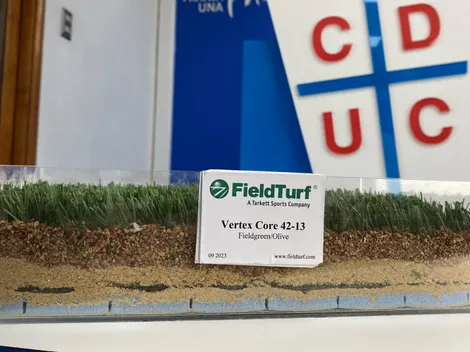 UNA
C D
U C
FieldTurf®
A Tarkett Sports Company
Vertex Core 42-13
Fieldgreen/Olive
09 2023
www.fieldturf.com